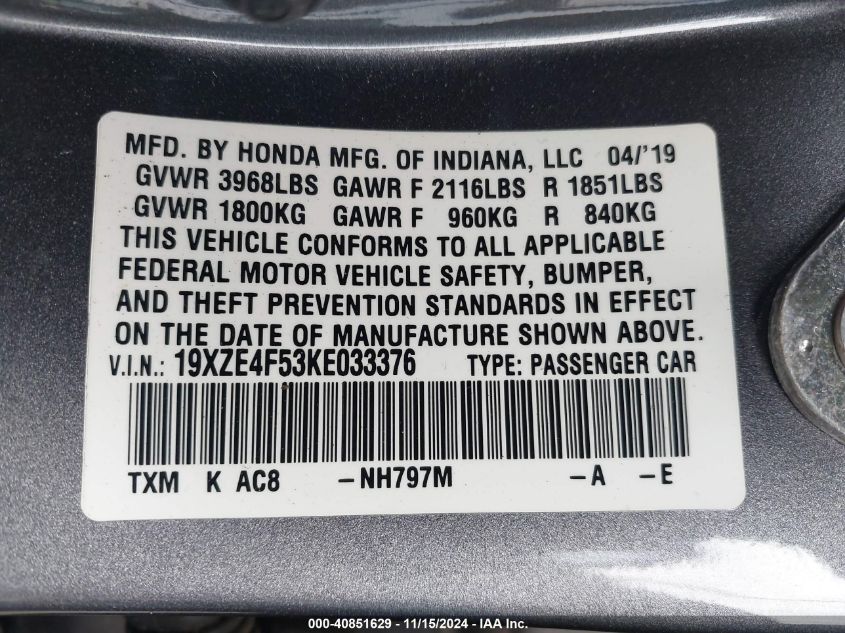 MFD. BY HONDA MFG. OF INDIANA, LLC 04/'19
GVWR 3968LBS GAWR F 2116LBS R 1851LBS
GVWR 1800KG GAWR F 960KG R 840KG
THIS VEHICLE CONFORMS TO ALL APPLICABLE
FEDERAL MOTOR VEHICLE SAFETY, BUMPER,
AND THEFT PREVENTION STANDARDS IN EFFECT
ON THE DATE OF MANUFACTURE SHOWN ABOVE.
V.I.N.: 19XZE4F53KE033376 TYPE: PASSENGER CAR
TXM K AC8 -NH797M -A -E
000-40851629 - 11/15/2024 - IAA Inc.